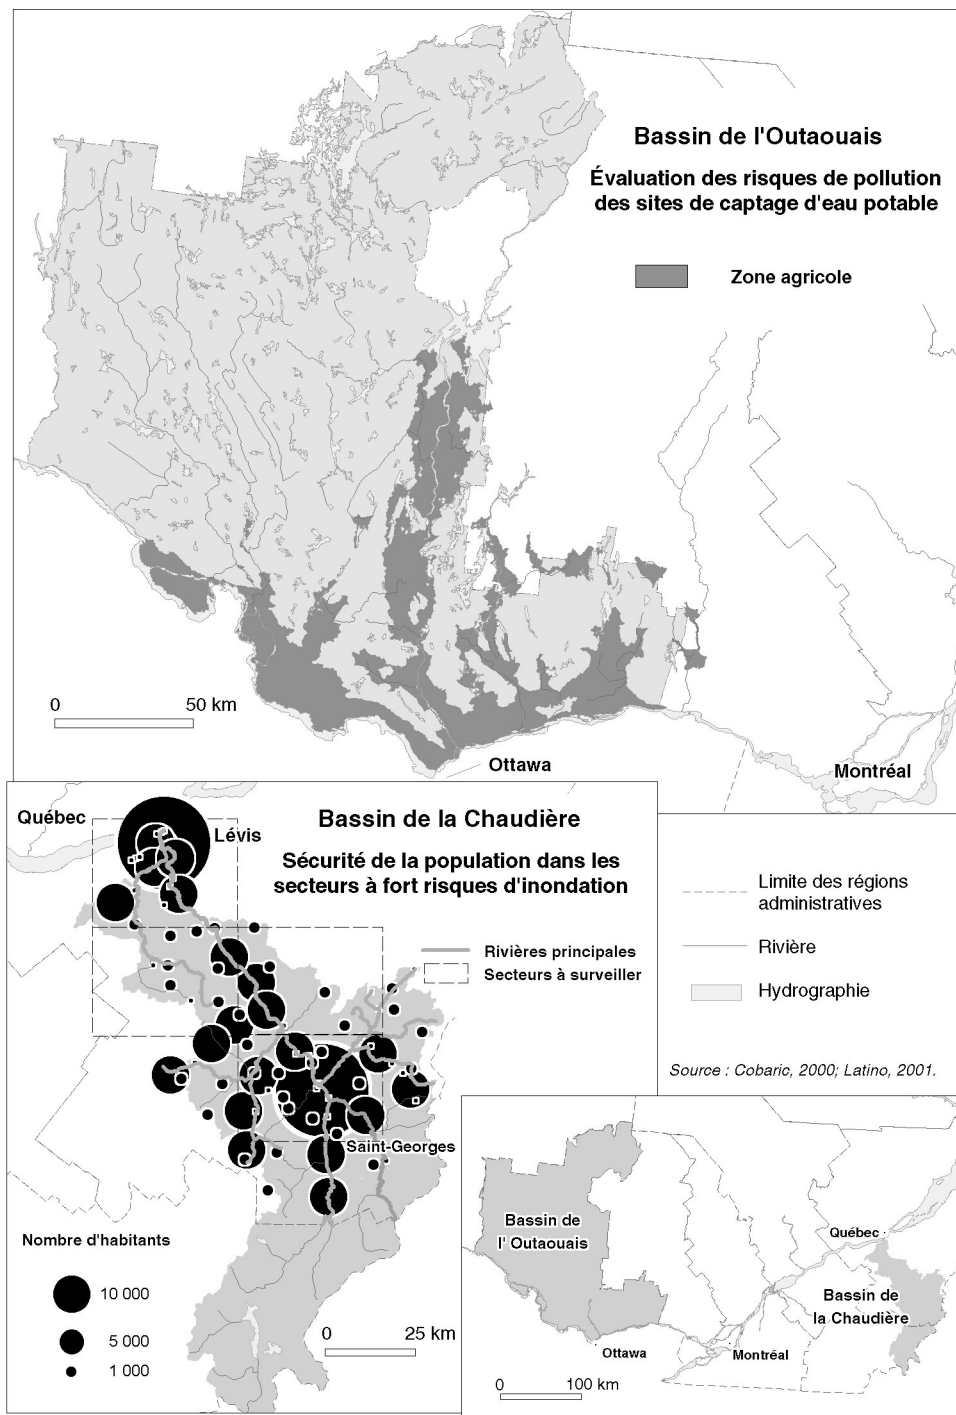 Bassin de l'Outaouais
Évaluation des risques de pollution
des sites de captage d'eau potable
Zone agricole
0 50 km
Ottawa
Montréal
Québec
Lévis
Bassin de la Chaudière
Sécurité de la population dans les
secteurs à fort risques d'inondation
Rivières principales
Secteurs à surveiller
Saint-Georges
Nombre d'habitants
10 000
5 000
1 000
0 25 km
Limite des régions
administratives
Rivière
Hydrographie
Source : Cobaric, 2000; Latino, 2001.
Bassin de
l' Outaouais
Québec
Bassin de
la Chaudière
Ottawa
Montréal
0 100 km